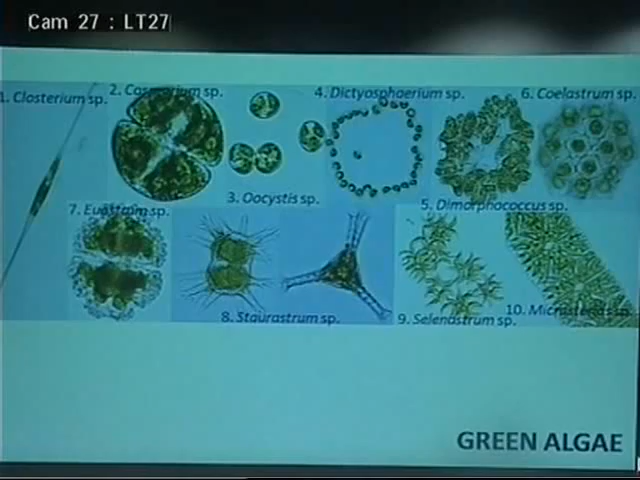 Cam 27 : LT27
1. Closterium sp.
2. Cosmarium sp.
4. Dictyosphaerium sp.
6. Coelastrum sp.
3. Oocystis sp.
7. Euastrum sp.
5. Dimorphococcus sp.
8. Staurastrum sp.
9. Selenastrum sp.
10. Micrasterias sp.
GREEN ALGAE